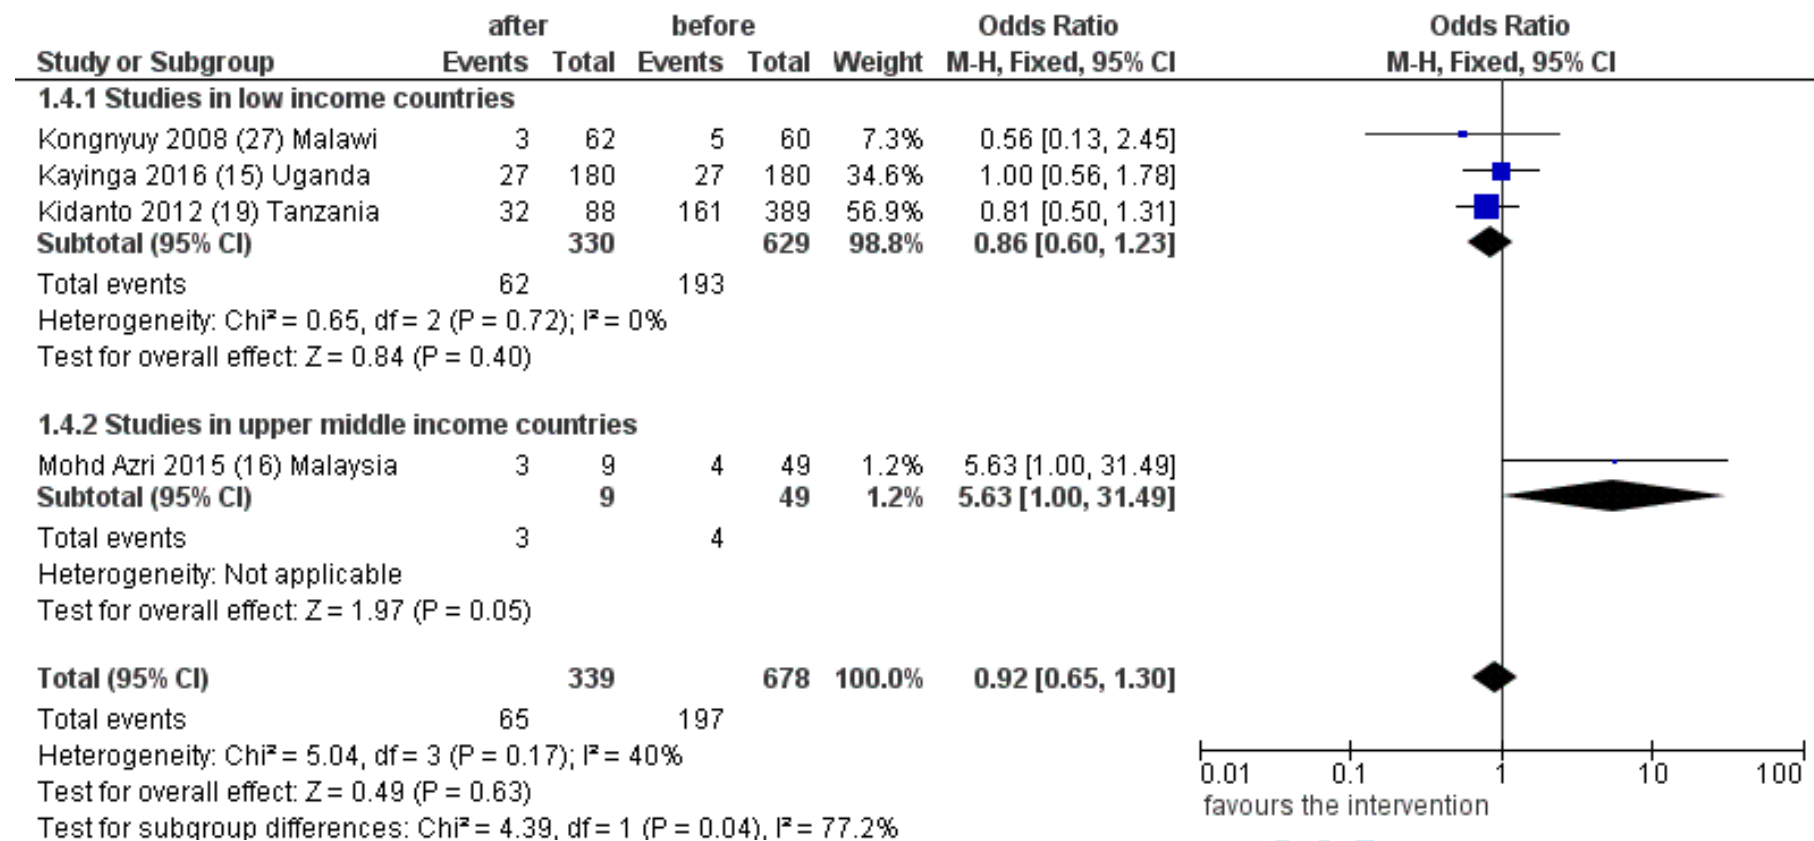 after before Odds Ratio Odds Ratio
Study or Subgroup Events Total Events Total Weight M-H, Fixed, 95% CI M-H, Fixed, 95% CI
1.4.1 Studies in low income countries
Kongnyuy 2008 (27) Malawi 3 62 5 60 7.3% 0.56 [0.13, 2.45]
Kayinga 2016 (15) Uganda 27 180 27 180 34.6% 1.00 [0.56, 1.78]
Kidanto 2012 (19) Tanzania 32 88 161 389 56.9% 0.81 [0.50, 1.31]
Subtotal (95% CI) 330 629 98.8% 0.86 [0.60, 1.23]
Total events 62 193
Heterogeneity: Chi² = 0.65, df = 2 (P = 0.72); I² = 0%
Test for overall effect: Z = 0.84 (P = 0.40)
1.4.2 Studies in upper middle income countries
Mohd Azri 2015 (16) Malaysia 3 9 4 49 1.2% 5.63 [1.00, 31.49]
Subtotal (95% CI) 9 49 1.2% 5.63 [1.00, 31.49]
Total events 3 4
Heterogeneity: Not applicable
Test for overall effect: Z = 1.97 (P = 0.05)
Total (95% CI) 339 678 100.0% 0.92 [0.65, 1.30]
Total events 65 197
Heterogeneity: Chi² = 5.04, df = 3 (P = 0.17); I² = 40%
Test for overall effect: Z = 0.49 (P = 0.63)
Test for subgroup differences: Chi² = 4.39, df = 1 (P = 0.04), I² = 77.2%
0.01 0.1 1 10 100
favours the intervention